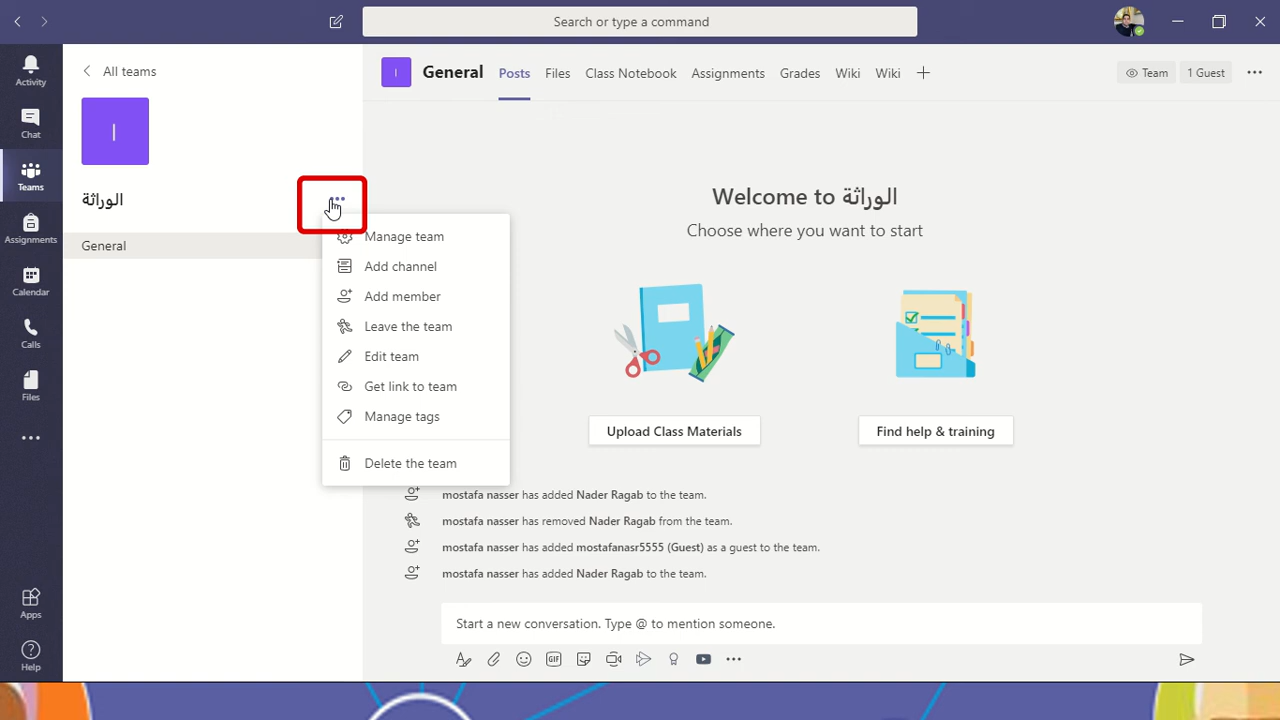 Search or type a command
Activity
Chat
Teams
Assignments
Calendar
Calls
Files
Apps
Help
All teams
ا
الوراثة
General
Manage team
Add channel
Add member
Leave the team
Edit team
Get link to team
Manage tags
Delete the team
ا
General Posts Files Class Notebook Assignments Grades Wiki Wiki
Team 1 Guest
Welcome to الوراثة
Choose where you want to start
Upload Class Materials Find help & training
mostafa nasser has added Nader Ragab to the team.
mostafa nasser has removed Nader Ragab from the team.
mostafa nasser has added mostafanasr5555 (Guest) as a guest to the team.
mostafa nasser has added Nader Ragab to the team.
Start a new conversation. Type @ to mention someone.
GIF